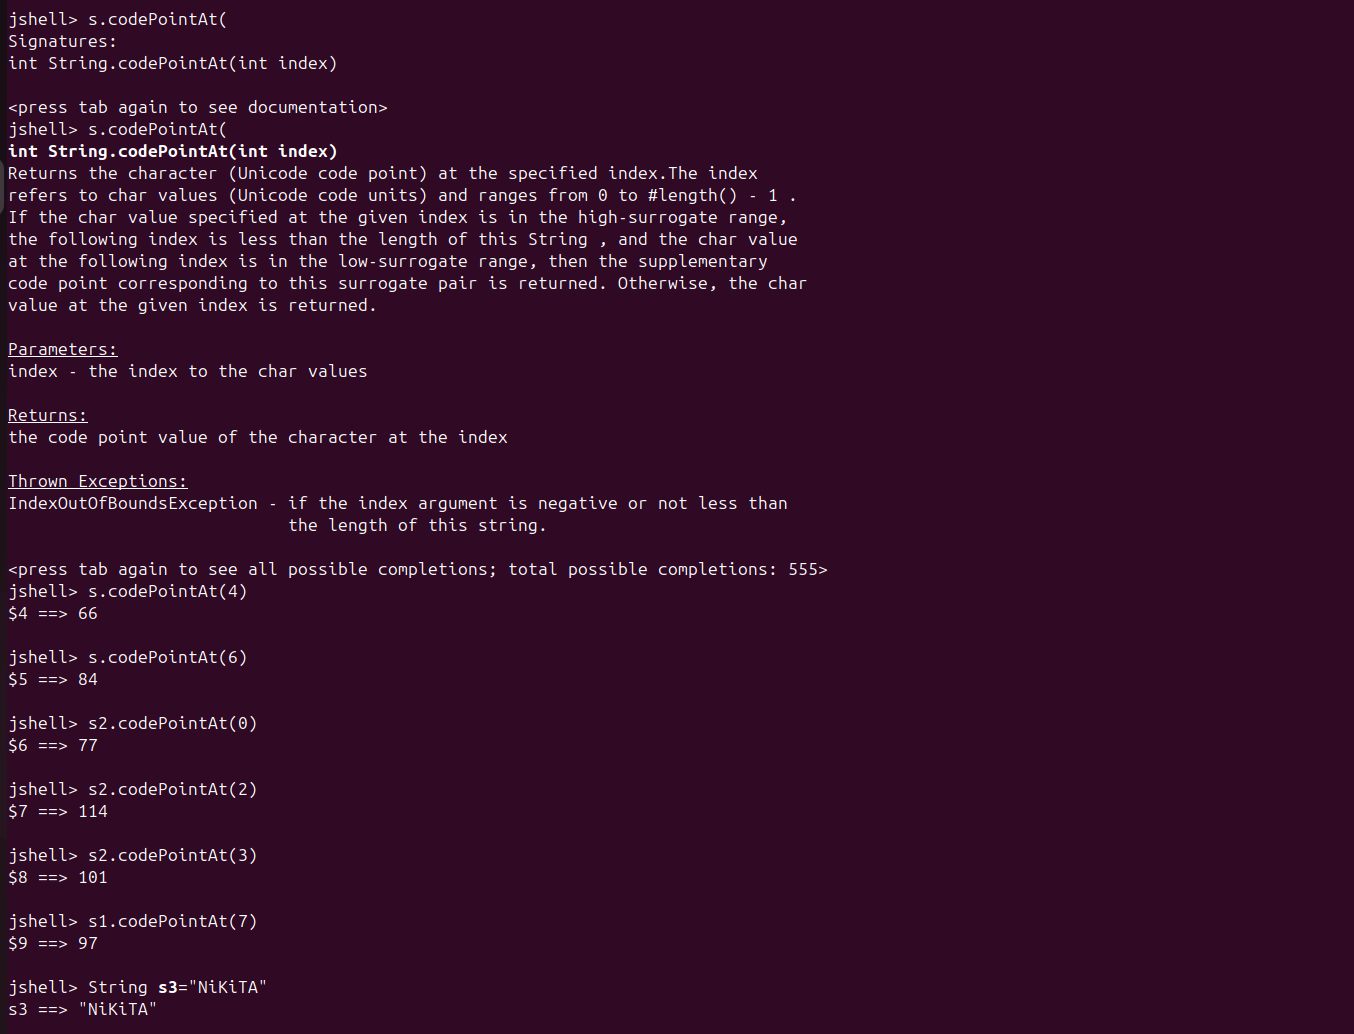 jshell> s.codePointAt(
Signatures:
int String.codePointAt(int index)
<press tab again to see documentation>
jshell> s.codePointAt(
int String.codePointAt(int index)
Returns the character (Unicode code point) at the specified index.The index
refers to char values (Unicode code units) and ranges from 0 to #length() - 1 .
If the char value specified at the given index is in the high-surrogate range,
the following index is less than the length of this String , and the char value
at the following index is in the low-surrogate range, then the supplementary
code point corresponding to this surrogate pair is returned. Otherwise, the char
value at the given index is returned.
Parameters:
index - the index to the char values
Returns:
the code point value of the character at the index
Thrown Exceptions:
IndexOutOfBoundsException - if the index argument is negative or not less than
the length of this string.
<press tab again to see all possible completions; total possible completions: 555>
jshell> s.codePointAt(4)
$4 ==> 66
jshell> s.codePointAt(6)
$5 ==> 84
jshell> s2.codePointAt(0)
$6 ==> 77
jshell> s2.codePointAt(2)
$7 ==> 114
jshell> s2.codePointAt(3)
$8 ==> 101
jshell> s1.codePointAt(7)
$9 ==> 97
jshell> String s3="NiKiTA"
s3 ==> "NiKiTA"